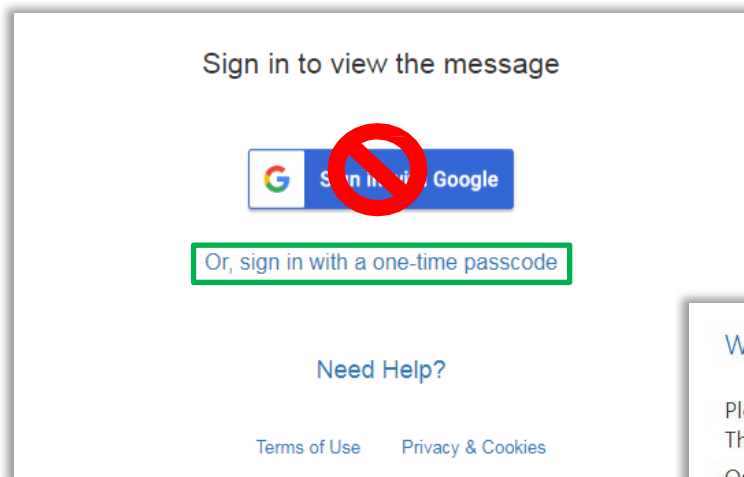 Sign in to view the message
Google
Or, sign in with a one-time passcode
Need Help?
Terms of Use Privacy & Cookies